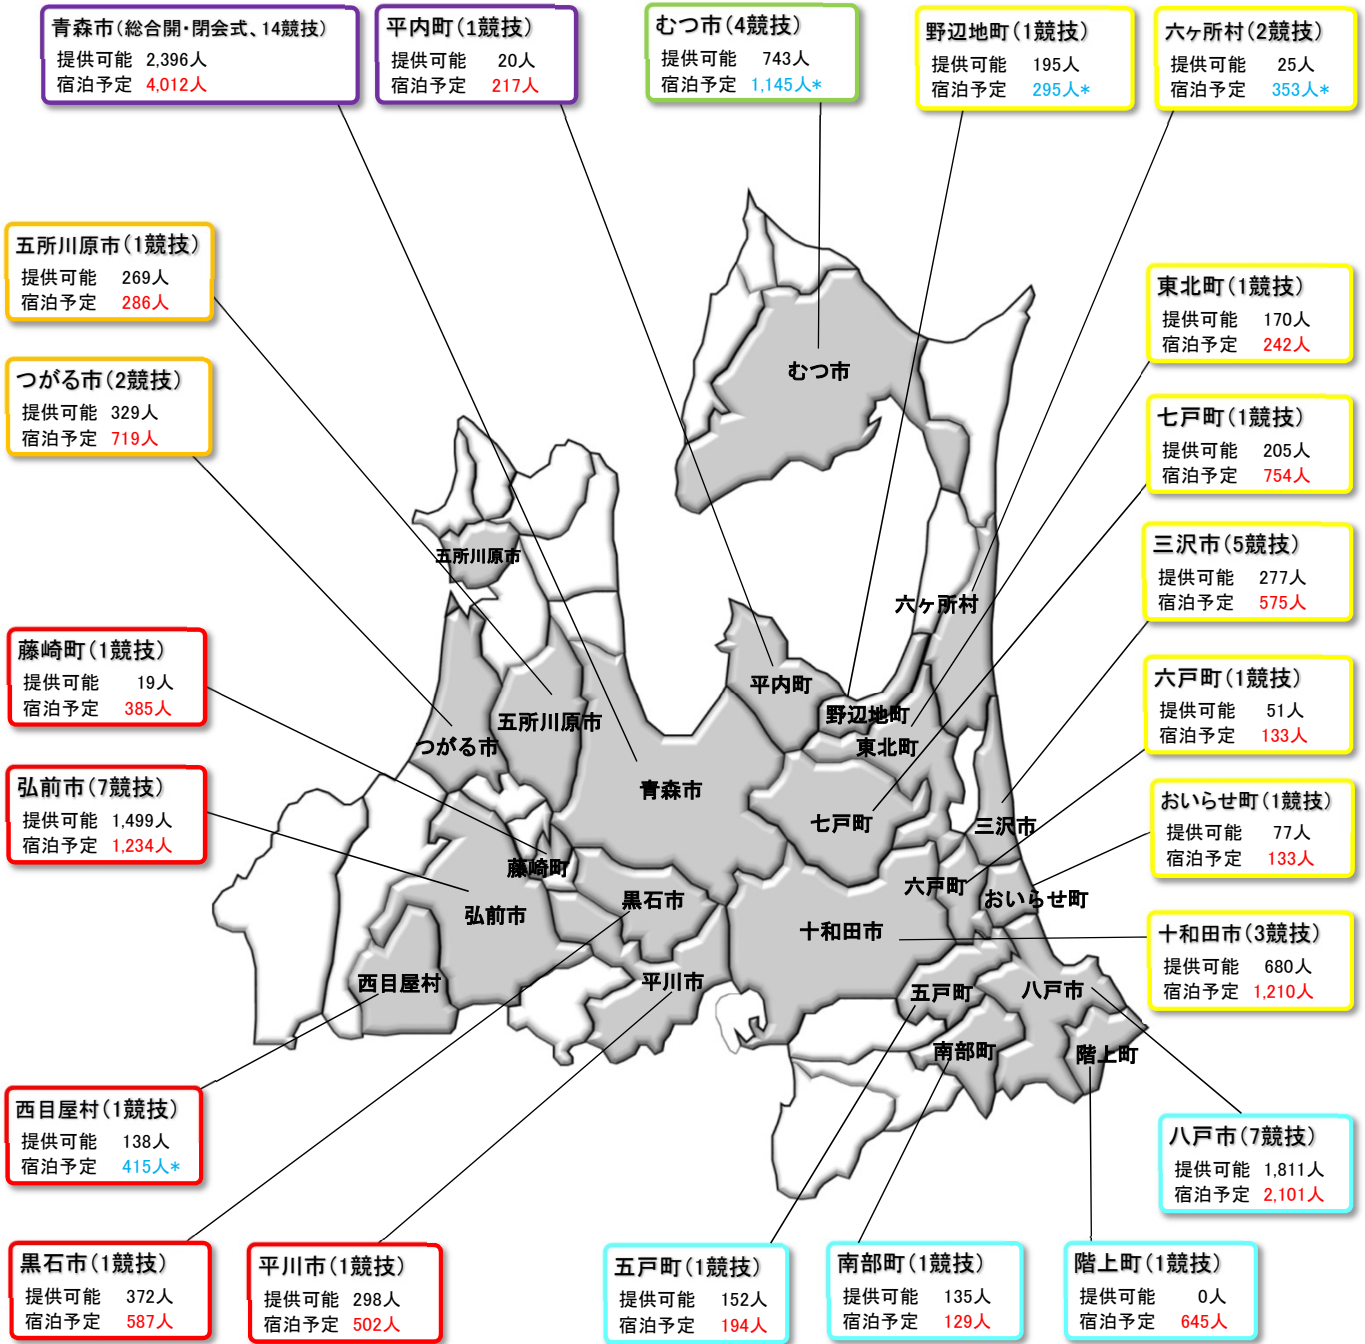 青森市(総合開・閉会式、14競技)
提供可能 2,396人
宿泊予定 4,012人
平内町(1競技)
提供可能 20人
宿泊予定 217人
むつ市(4競技)
提供可能 743人
宿泊予定 1,145人*
野辺地町(1競技)
提供可能 195人
宿泊予定 295人*
六ヶ所村(2競技)
提供可能 25人
宿泊予定 353人*
五所川原市(1競技)
提供可能 269人
宿泊予定 286人
つがる市(2競技)
提供可能 329人
宿泊予定 719人
藤崎町(1競技)
提供可能 19人
宿泊予定 385人
弘前市(7競技)
提供可能 1,499人
宿泊予定 1,234人
西目屋村(1競技)
提供可能 138人
宿泊予定 415人*
黒石市(1競技)
提供可能 372人
宿泊予定 587人
平川市(1競技)
提供可能 298人
宿泊予定 502人
五戸町(1競技)
提供可能 152人
宿泊予定 194人
南部町(1競技)
提供可能 135人
宿泊予定 129人
階上町(1競技)
提供可能 0人
宿泊予定 645人
八戸市(7競技)
提供可能 1,811人
宿泊予定 2,101人
十和田市(3競技)
提供可能 680人
宿泊予定 1,210人
おいらせ町(1競技)
提供可能 77人
宿泊予定 133人
六戸町(1競技)
提供可能 51人
宿泊予定 133人
三沢市(5競技)
提供可能 277人
宿泊予定 575人
七戸町(1競技)
提供可能 205人
宿泊予定 754人
東北町(1競技)
提供可能 170人
宿泊予定 242人
むつ市
五所川原市
六ヶ所村
平内町
野辺地町
五所川原市
つがる市
東北町
青森市
七戸町
三沢市
藤崎町
六戸町
おいらせ町
黒石市
弘前市
十和田市
西目屋村
平川市
五戸町
八戸市
南部町
階上町